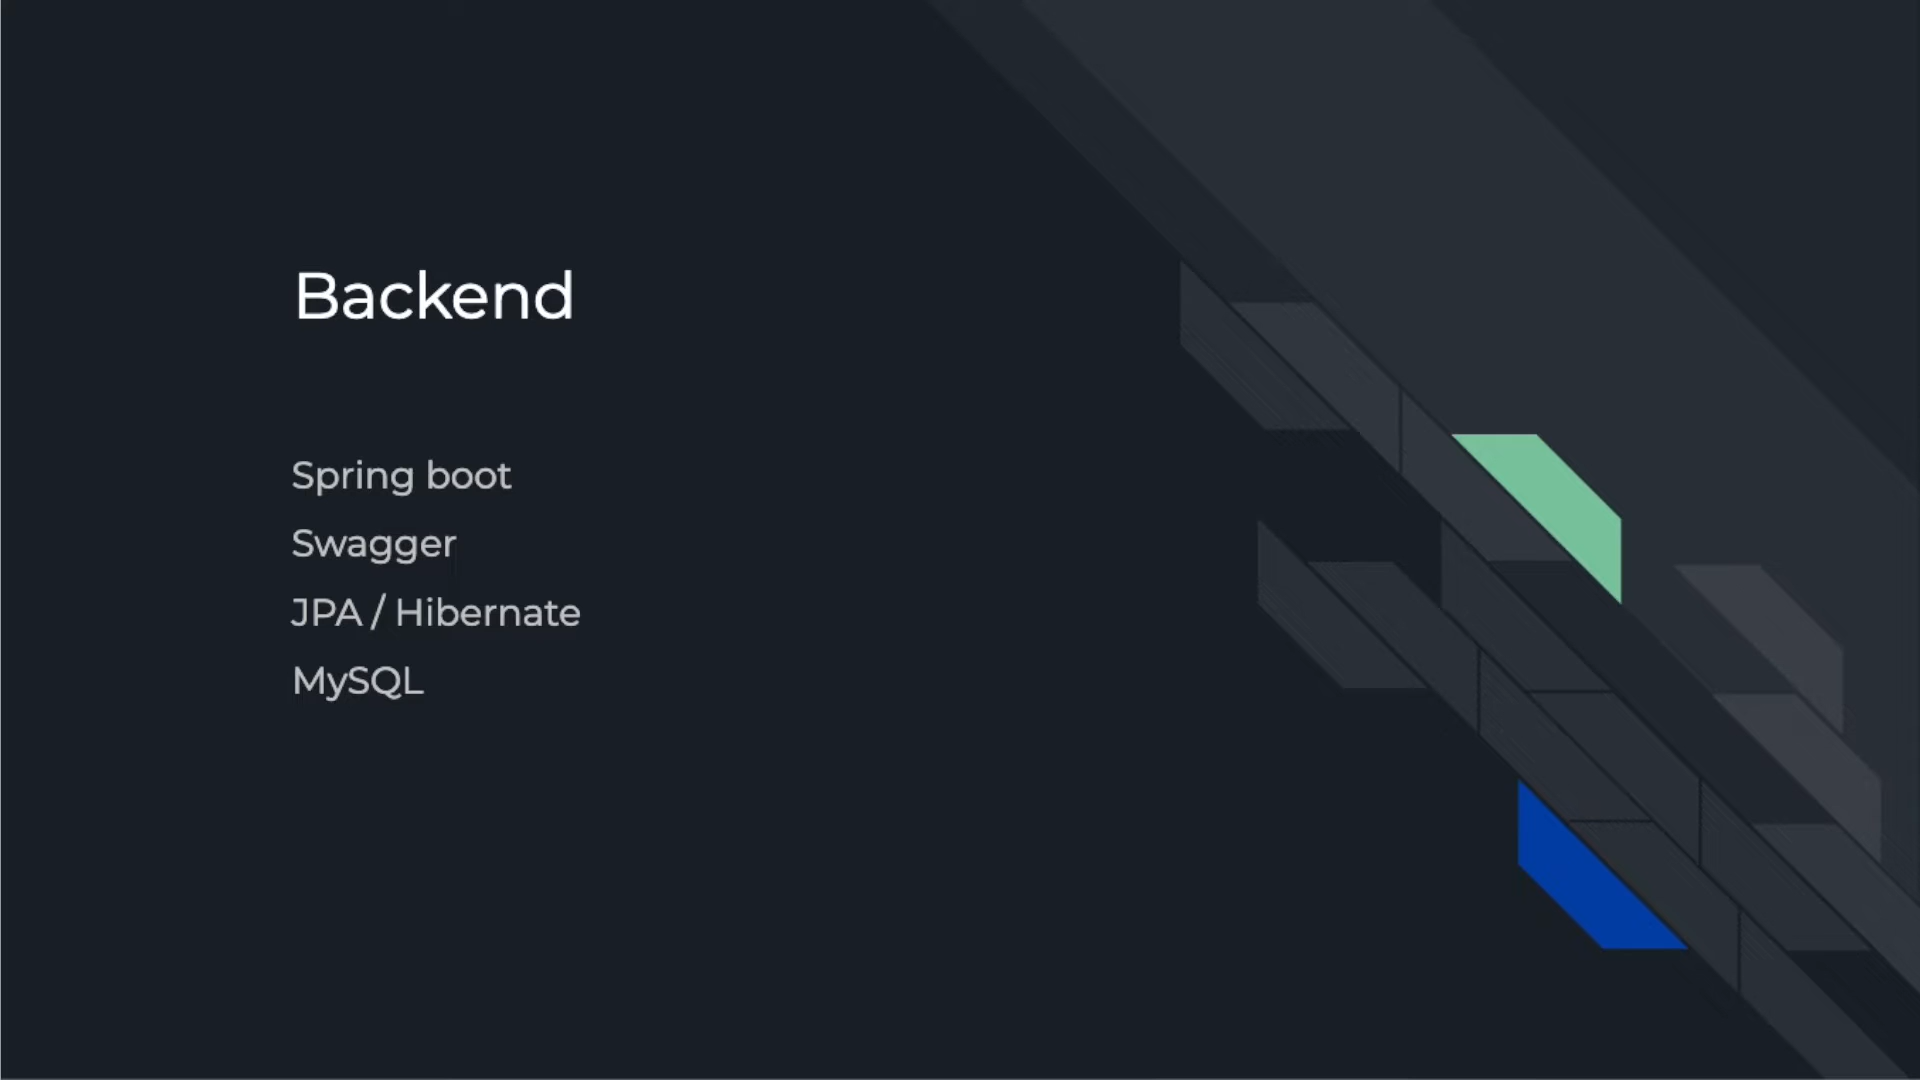 Backend
Spring boot
Swagger
JPA / Hibernate
MySQL